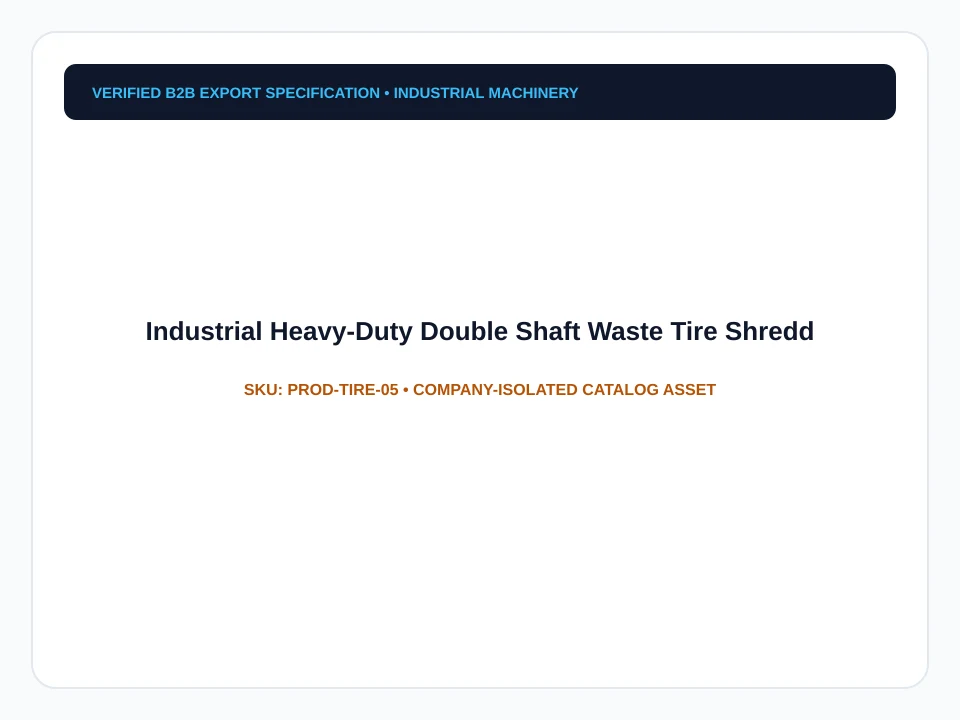 VERIFIED B2B EXPORT SPECIFICATION • INDUSTRIAL MACHINERY
Industrial Heavy-Duty Double Shaft Waste Tire Shredd
SKU: PROD-TIRE-05 • COMPANY-ISOLATED CATALOG ASSET